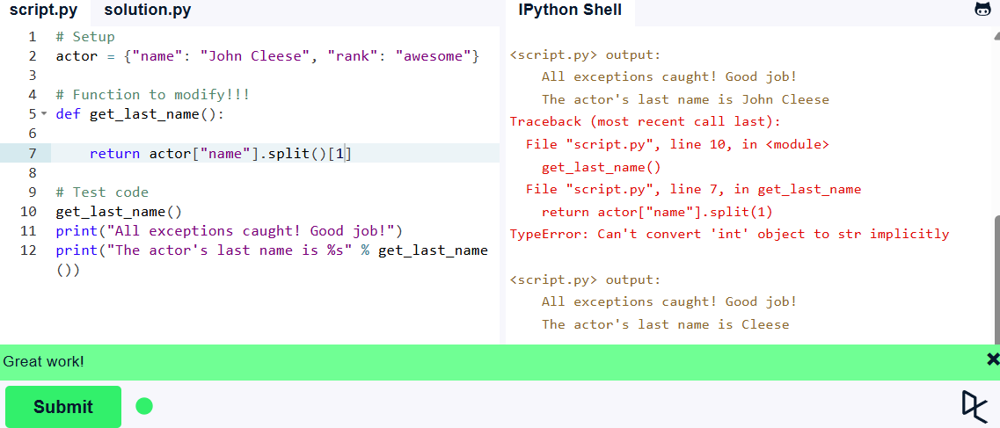 script.py solution.py
1 # Setup
2 actor = {"name": "John Cleese", "rank": "awesome"}
3
4 # Function to modify!!!
5 def get_last_name():
6
7     return actor["name"].split()[1]
8
9 # Test code
10 get_last_name()
11 print("All exceptions caught! Good job!")
12 print("The actor's last name is %s" % get_last_name
())
IPython Shell
<script.py> output:
    All exceptions caught! Good job!
    The actor's last name is John Cleese
Traceback (most recent call last):
  File "script.py", line 10, in <module>
    get_last_name()
  File "script.py", line 7, in get_last_name
    return actor["name"].split(1)
TypeError: Can't convert 'int' object to str implicitly
<script.py> output:
    All exceptions caught! Good job!
    The actor's last name is Cleese
Great work!
Submit